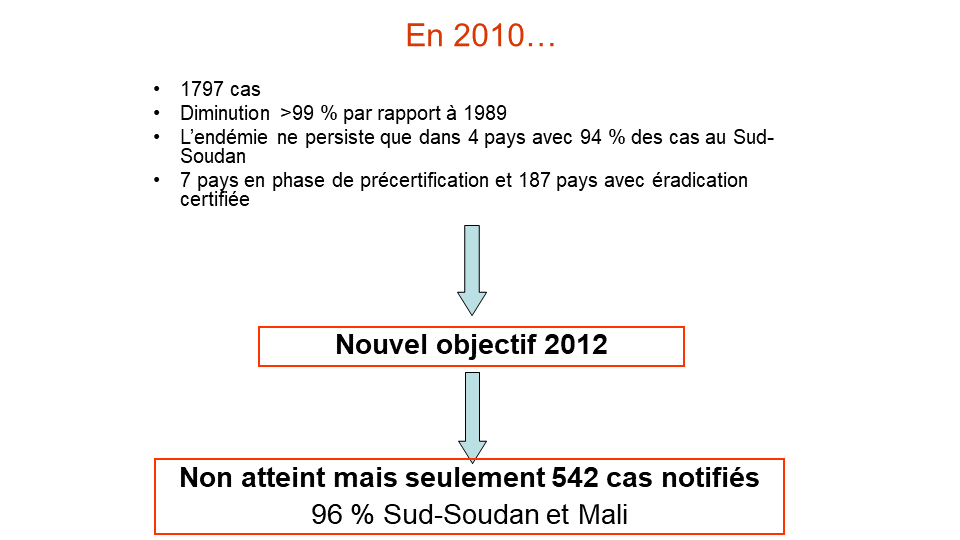 En 2010…
• 1797 cas
• Diminution >99 % par rapport à 1989
• L’endémie ne persiste que dans 4 pays avec 94 % des cas au Sud-
Soudan
• 7 pays en phase de précertification et 187 pays avec éradication
certifiée
Nouvel objectif 2012
Non atteint mais seulement 542 cas notifiés
96 % Sud-Soudan et Mali